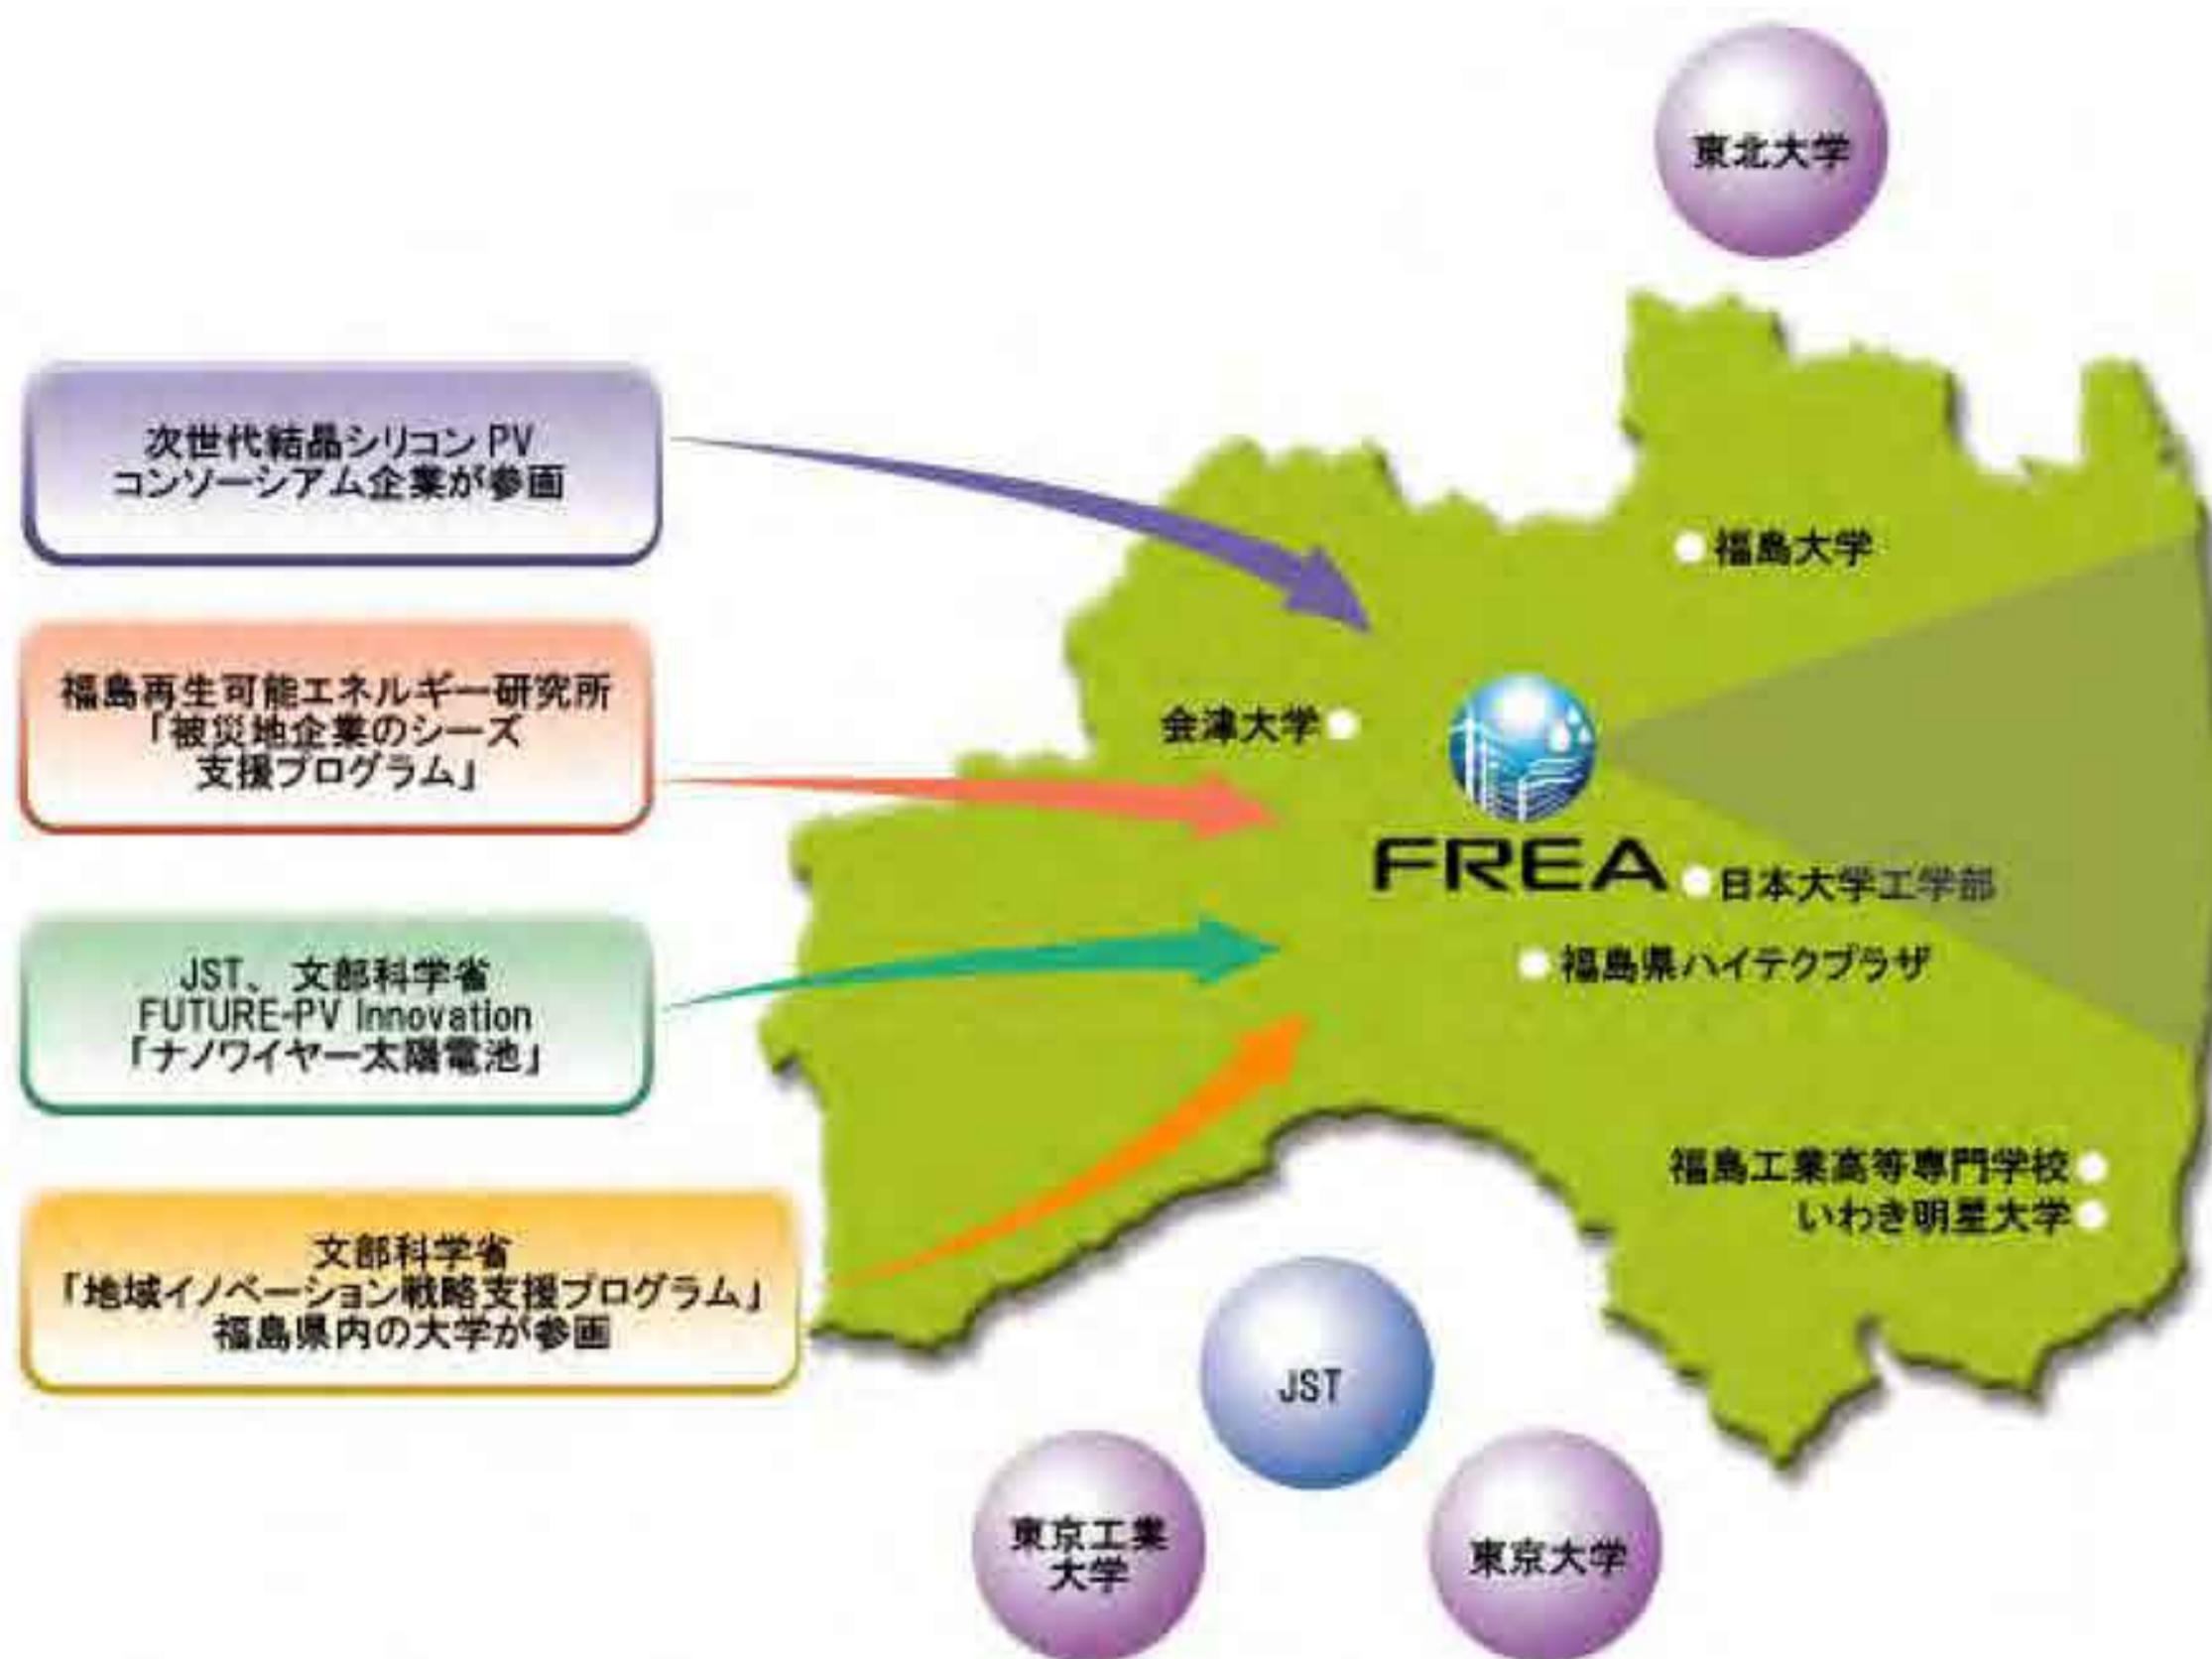 東北大学
次世代結晶シリコン PV
コンソーシアム企業が参画
福島大学
福島再生可能エネルギー研究所
「被災地企業のシーズ
支援プログラム」
会津大学
FREA
日本大学工学部
福島県ハイテクプラザ
JST、文部科学省
FUTURE-PV Innovation
「ナノワイヤー太陽電池」
福島工業高等専門学校
いわき明星大学
文部科学省
「地域イノベーション戦略支援プログラム」
福島県内の大学が参画
JST
東京工業
大学
東京大学